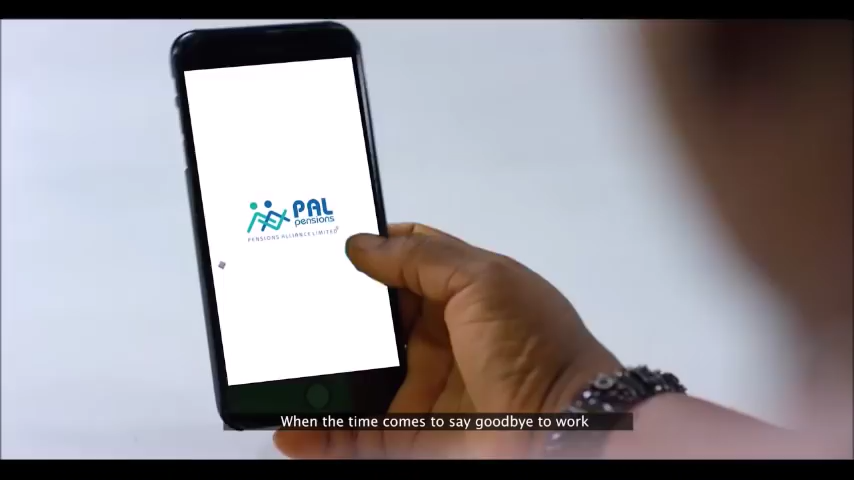 PAL
pensions
PENSIONS ALLIANCE LIMITED
When the time comes to say goodbye to work